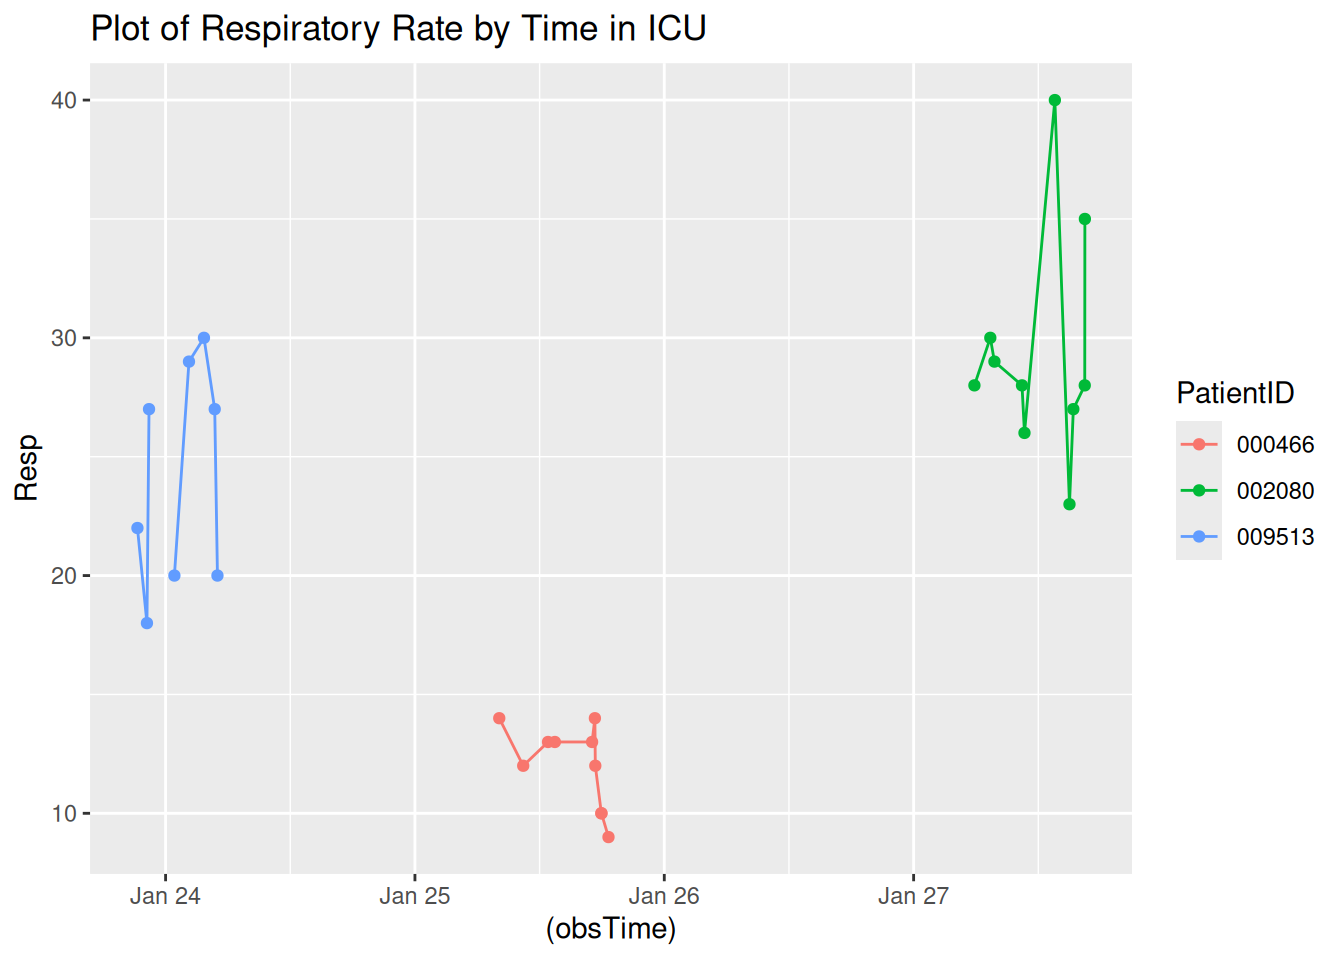 Plot of Respiratory Rate by Time in ICU
40
30
20
10
Resp
Jan 24
Jan 25
Jan 26
Jan 27
(obsTime)
PatientID
000466
002080
009513